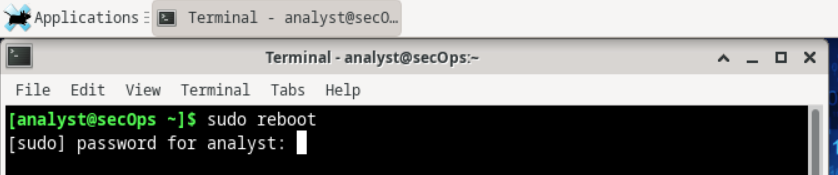 Applications
Terminal - analyst@secO...
Terminal - analyst@secOps:~
File Edit View Terminal Tabs Help
[analyst@secOps ~]$ sudo reboot
[sudo] password for analyst: